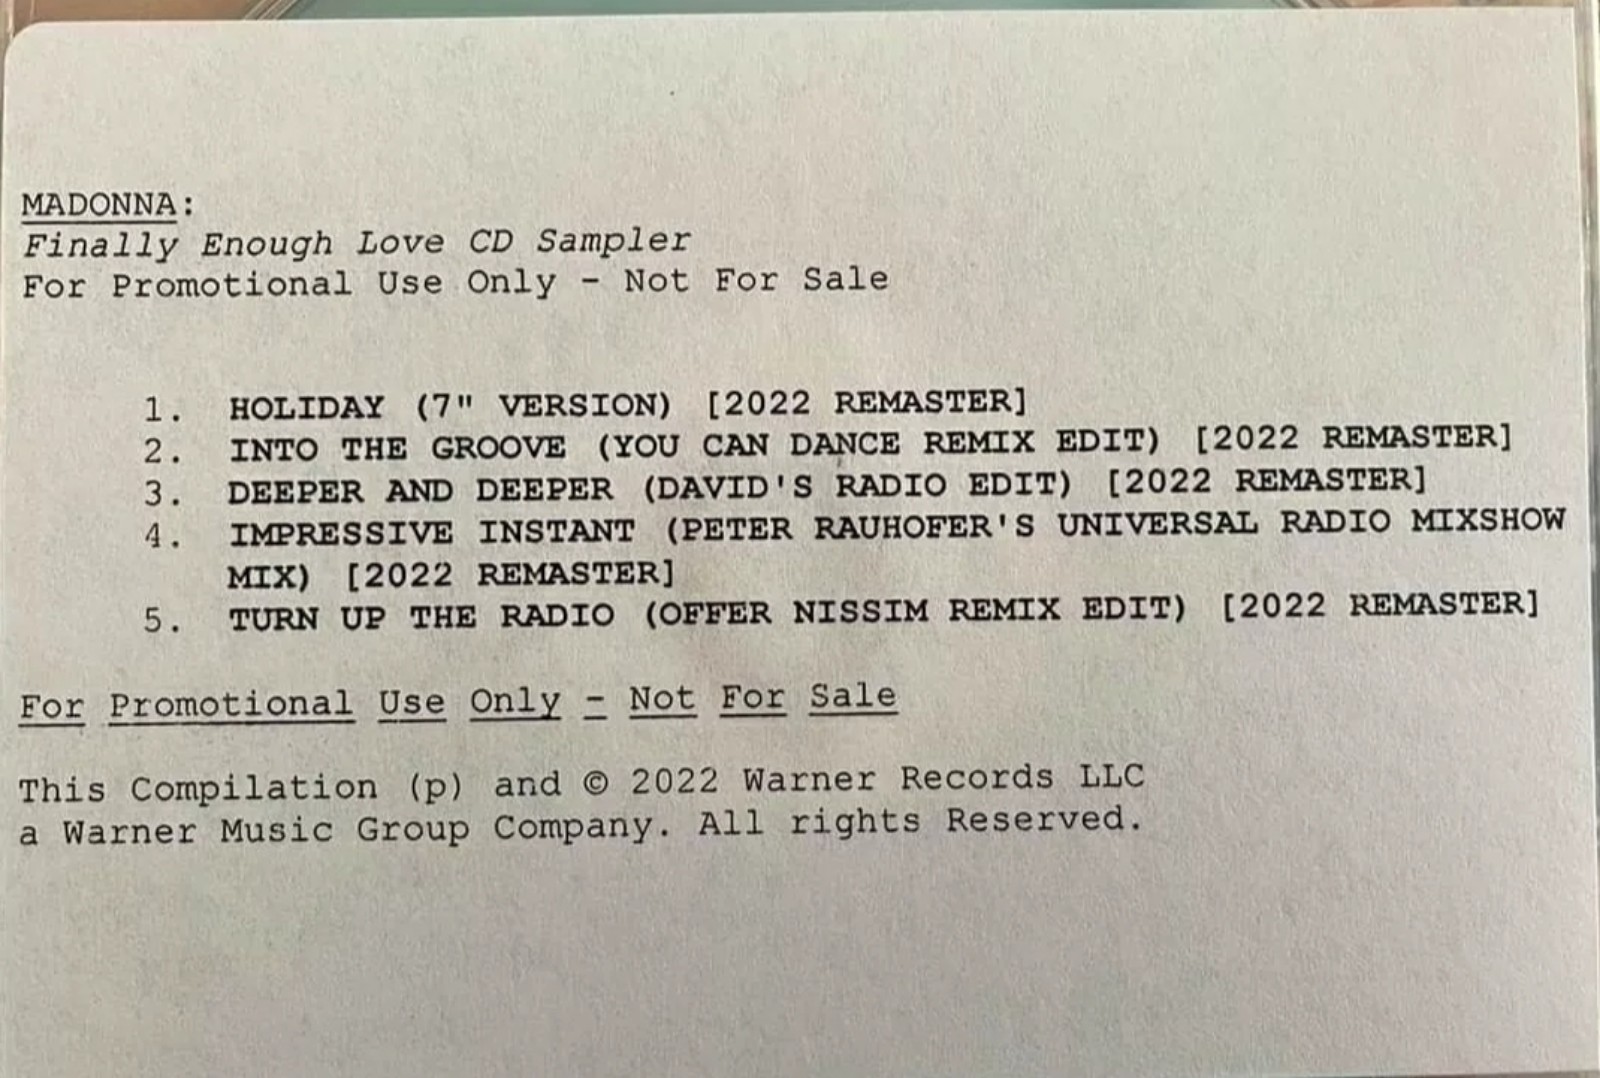 MADONNA:
Finally Enough Love CD Sampler
For Promotional Use Only - Not For Sale
1. HOLIDAY (7" VERSION) [2022 REMASTER]
2. INTO THE GROOVE (YOU CAN DANCE REMIX EDIT) [2022 REMASTER]
3. DEEPER AND DEEPER (DAVID'S RADIO EDIT) [2022 REMASTER]
4. IMPRESSIVE INSTANT (PETER RAUHOFER'S UNIVERSAL RADIO MIXSHOW
MIX) [2022 REMASTER]
5. TURN UP THE RADIO (OFFER NISSIM REMIX EDIT) [2022 REMASTER]
For Promotional Use Only - Not For Sale
This Compilation (p) and © 2022 Warner Records LLC
a Warner Music Group Company. All rights Reserved.